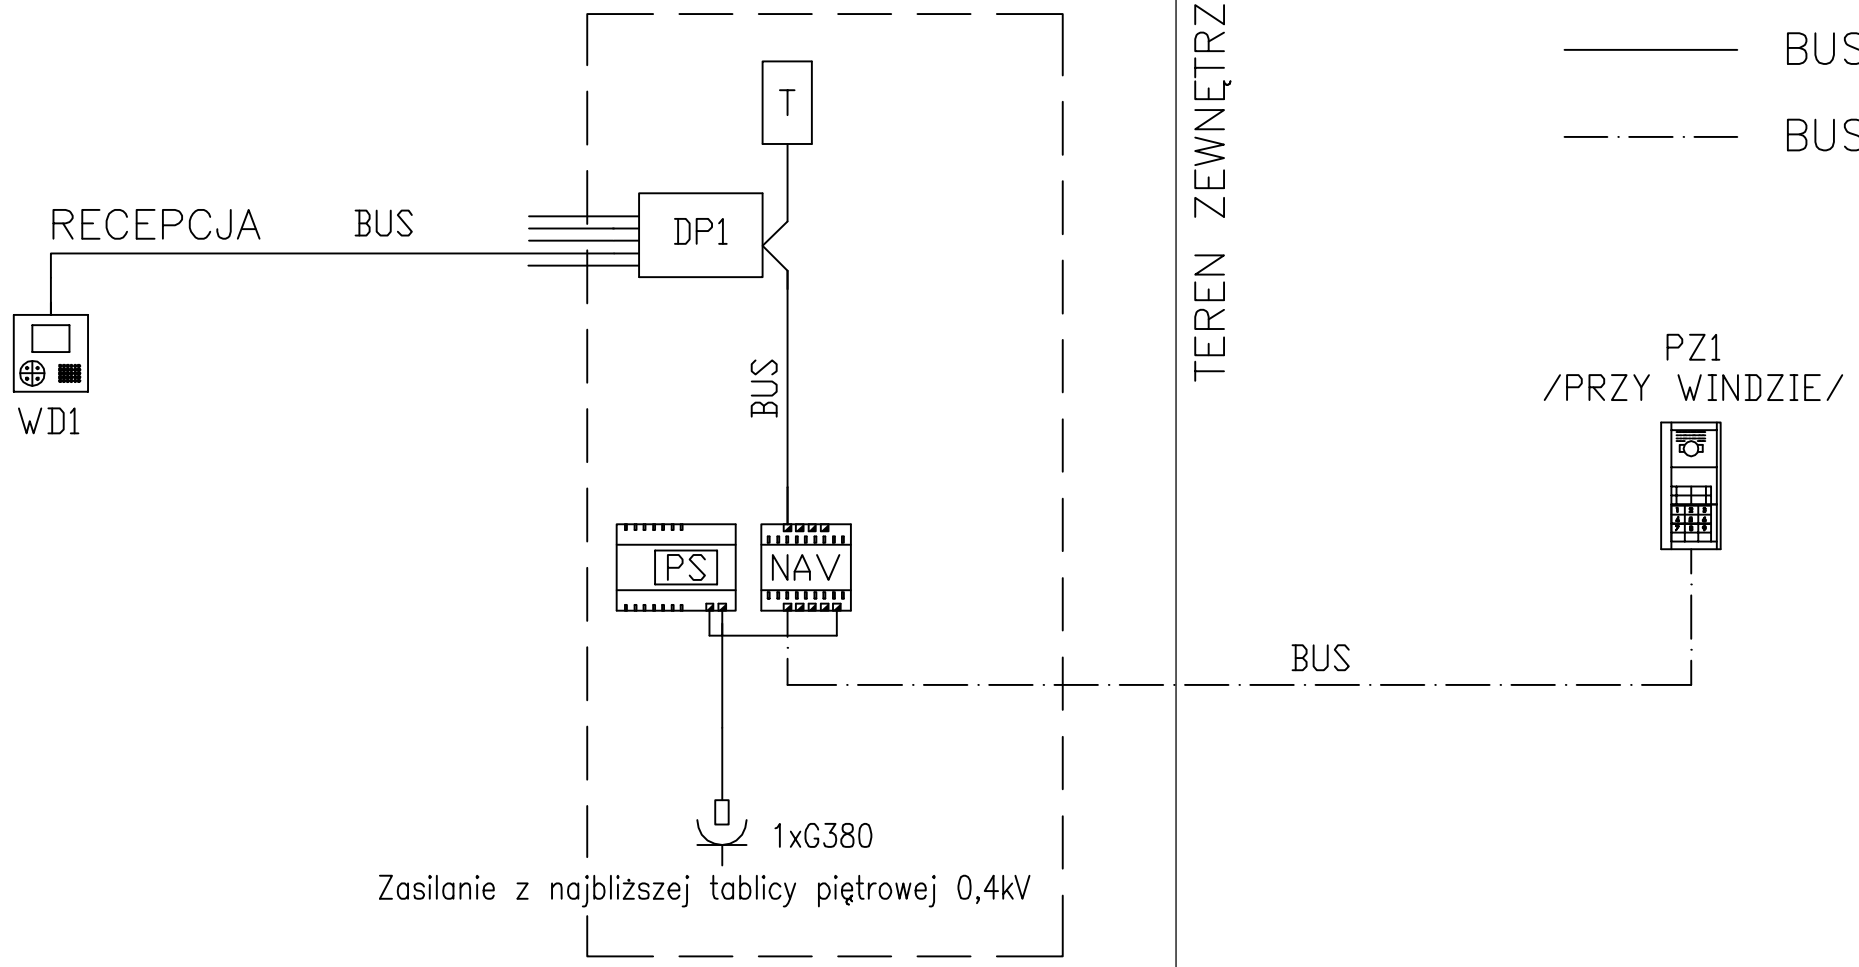 BUS
BUS
TEREN ZEWNĘTRZ
T
RECEPCJA BUS
DP1
WD1
BUS
PZ1
/PRZY WINDZIE/
PS
NAV
BUS
1xG380
Zasilanie z najbliższej tablicy piętrowej 0,4kV